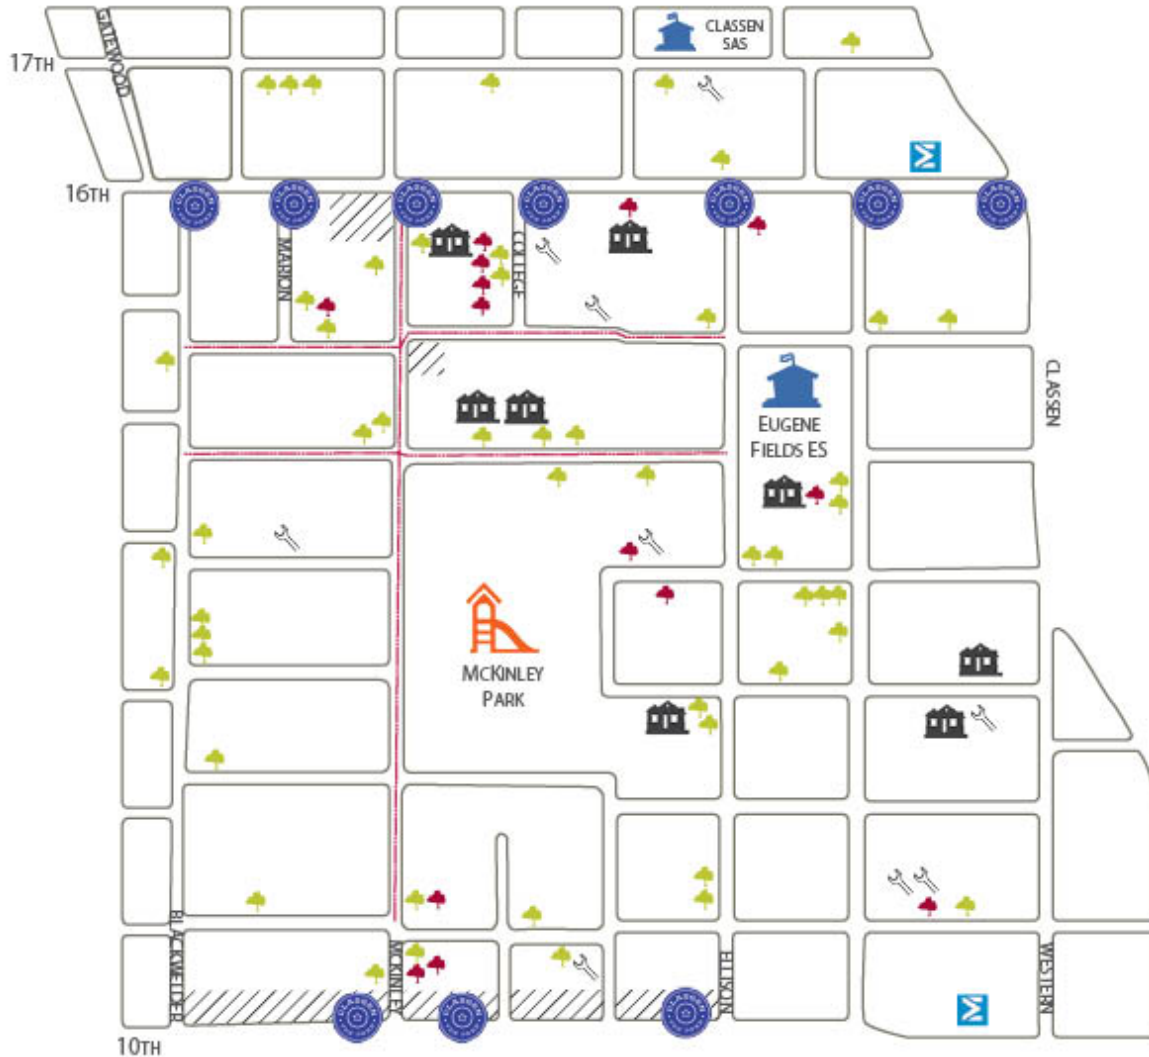 GATEWOOD
CLASSEN
SAS
17TH
16TH
MARION
COLLEGE
CLASSEN
EUGENE
FIELDS ES
MCKINLEY
PARK
BLACKWELDER
MCKINLEY
ELLISON
WESTERN
10TH